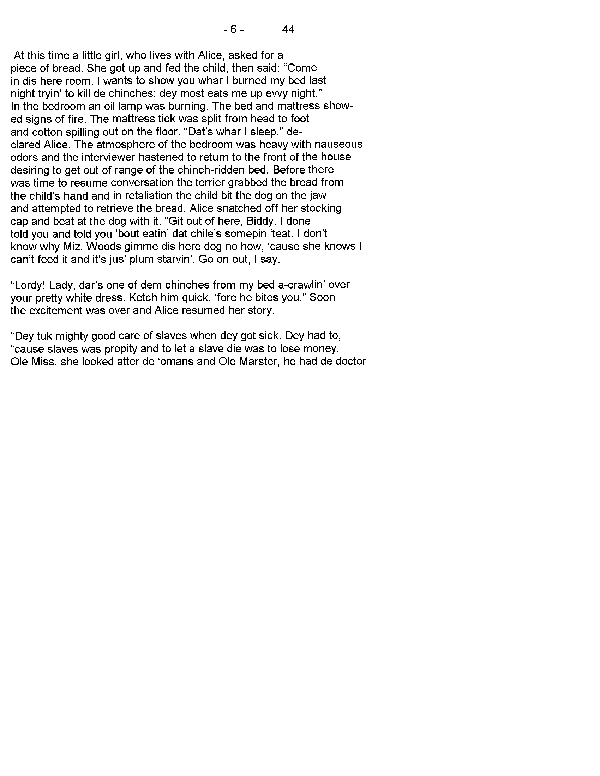 - 6 - 44
At this time a little girl, who lives with Alice, asked for a
piece of bread. She got up and fed the child, then said: “Come
in dis here room. I wants to show you whar I burned my bed last
night tryin’ to kill de chinches: dey most eats me up evvy night.”
In the bedroom an oil lamp was burning. The bed and mattress show-
ed signs of fire. The mattress tick was split from head to foot
and cotton spilling out on the floor. “Dat’s whar I sleep.” de-
clared Alice. The atmosphere of the bedroom was heavy with nauseous
odors and the interviewer hastened to return to the front of the house
desiring to get out of range of the chinch-ridden bed. Before there
was time to resume conversation the terrier grabbed the bread from
the child’s hand and in retaliation the child bit the dog on the jaw
and attempted to retrieve the bread. Alice snatched off her stocking
cap and beat at the dog with it. “Git out of here, Biddy. I done
told you and told you ’bout eatin’ dat chile’s somepin ’teat. I don’t
know why Miz. Woods gimme dis here dog no how, ’cause she knows I
can’t feed it and it’s jus’ plum starvin’. Go on out, I say.
“Lordy! Lady, dar’s one of dem chinches from my bed a-crawlin’ over
your pretty white dress. Ketch him quick, ’fore he bites you.” Soon
the excitement was over and Alice resumed her story.
“Dey tuk mighty good care of slaves when dey got sick. Dey had to,
“cause slaves was propity and to let a slave die was to lose money.
Ole Miss. she looked atter de ’omans and Ole Marster, he had de doctor